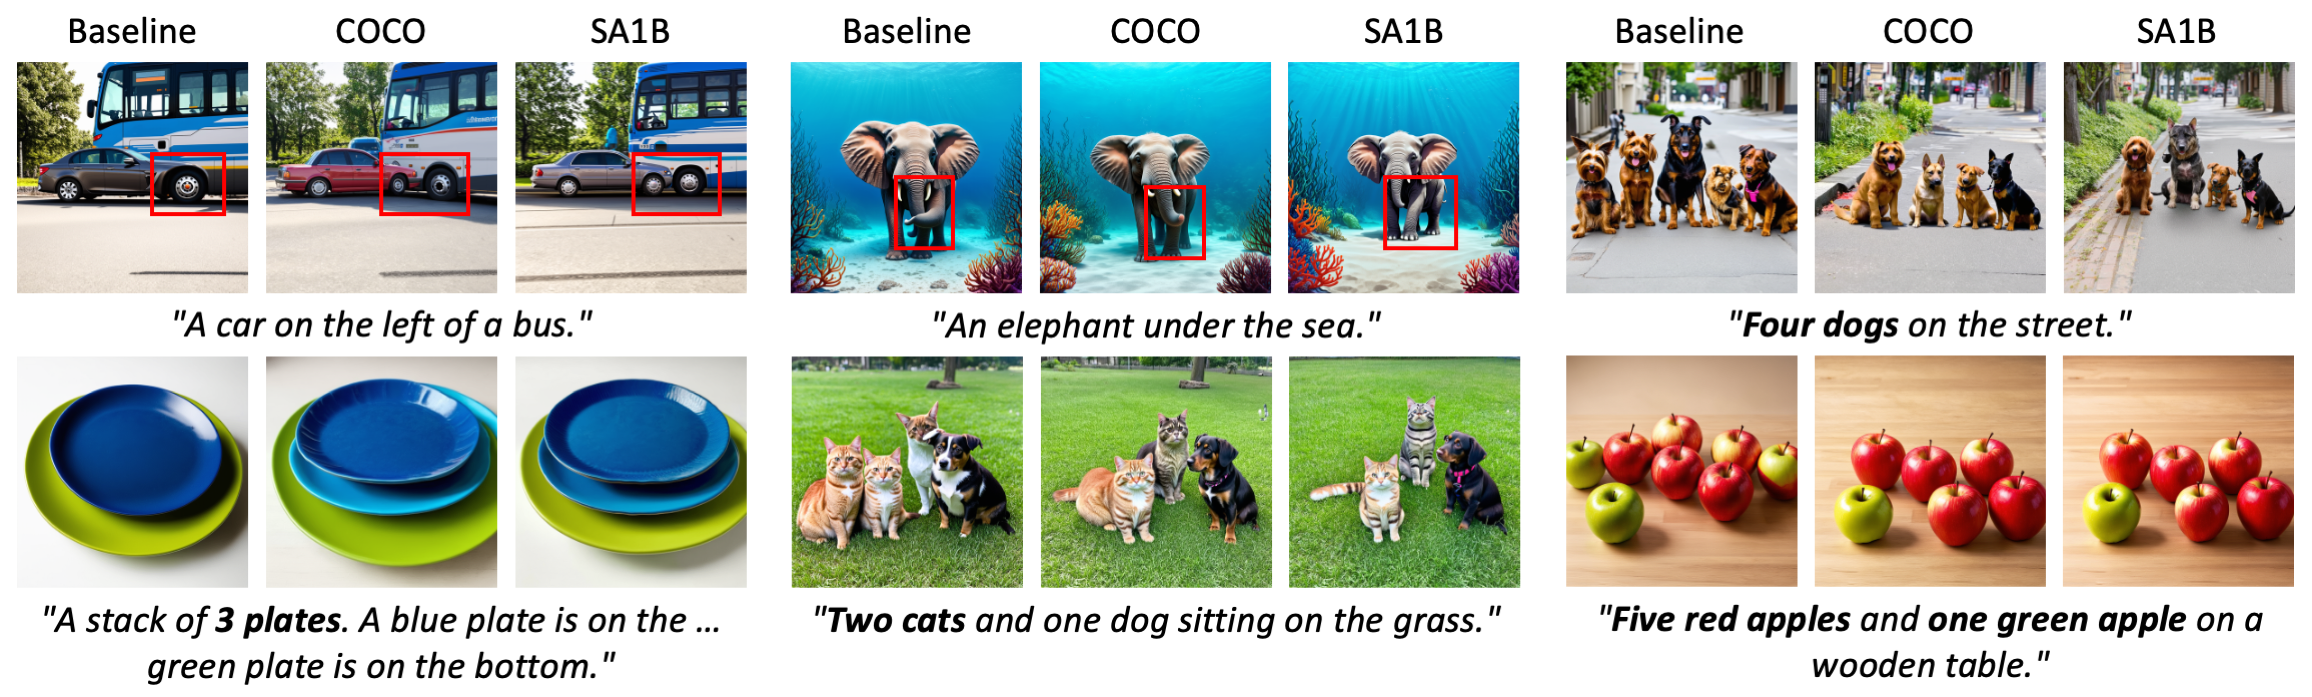 Baseline COCO SA1B Baseline COCO SA1B Baseline COCO SA1B
"A car on the left of a bus."
"An elephant under the sea."
"Four dogs on the street."
"A stack of 3 plates. A blue plate is on the ...
green plate is on the bottom."
"Two cats and one dog sitting on the grass."
"Five red apples and one green apple on a
wooden table."